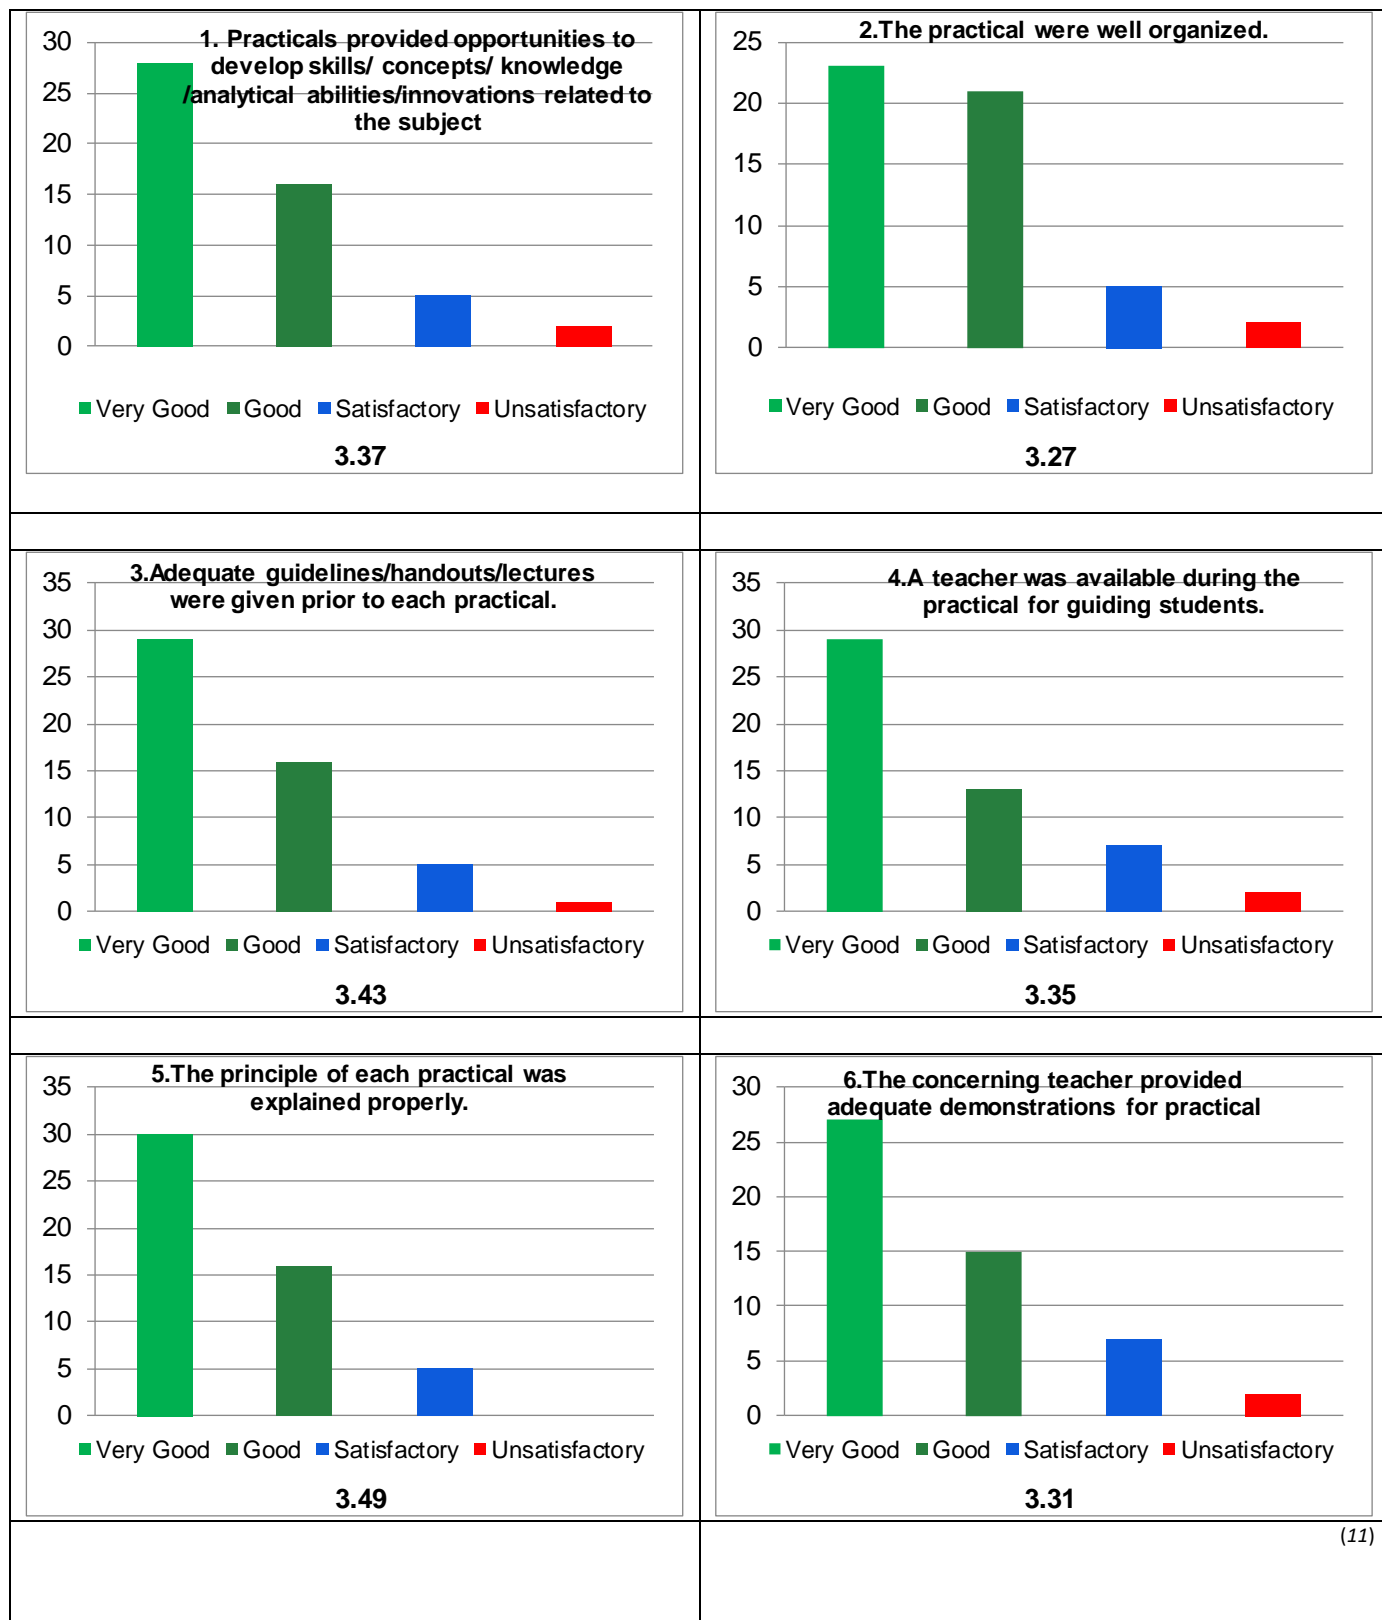 30
25
20
15
10
5
0
1. Practicals provided opportunities to
develop skills/ concepts/ knowledge
/analytical abilities/innovations related to
the subject
Very Good Good Satisfactory Unsatisfactory
3.37
25
20
15
10
5
0
2.The practical were well organized.
Very Good Good Satisfactory Unsatisfactory
3.27
35
30
25
20
15
10
5
0
3.Adequate guidelines/handouts/lectures
were given prior to each practical.
Very Good Good Satisfactory Unsatisfactory
3.43
35
30
25
20
15
10
5
0
4.A teacher was available during the
practical for guiding students.
Very Good Good Satisfactory Unsatisfactory
3.35
35
30
25
20
15
10
5
0
5.The principle of each practical was
explained properly.
Very Good Good Satisfactory Unsatisfactory
3.49
30
25
20
15
10
5
0
6.The concerning teacher provided
adequate demonstrations for practical
Very Good Good Satisfactory Unsatisfactory
3.31
(11)